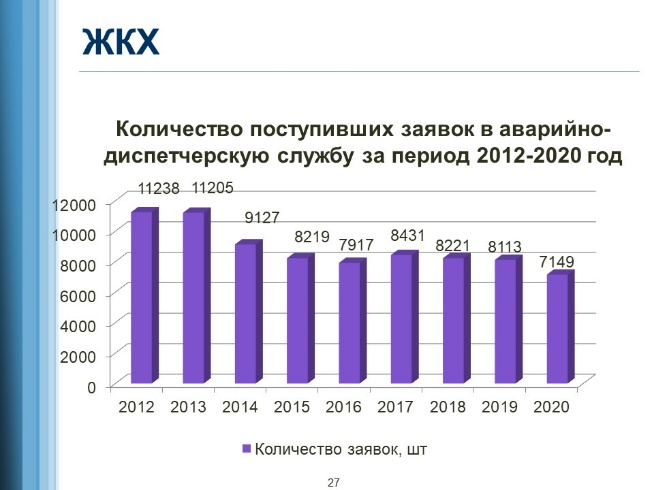 ЖКХ
Количество поступивших заявок в аварийно-
диспетчерскую службу за период 2012-2020 год
11238 11205
9127
8219 7917 8431 8221 8113
7149
12000
10000
8000
6000
4000
2000
0
2012 2013 2014 2015 2016 2017 2018 2019 2020
Количество заявок, шт
27